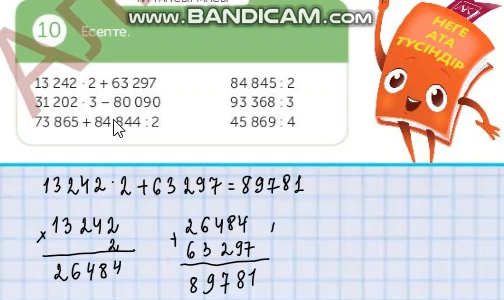 www.BANDICAM.com
10 Есепте.
13 242 · 2 + 63 297
31 202 · 3 – 80 090
73 865 + 84 844 : 2
84 845 : 2
93 368 : 3
45 869 : 4
НЕГЕ
АТА
ТҮСІНДІР
13242 · 2 + 63297 = 89781
× 13242
2
26484
+ 26484
63297
89781